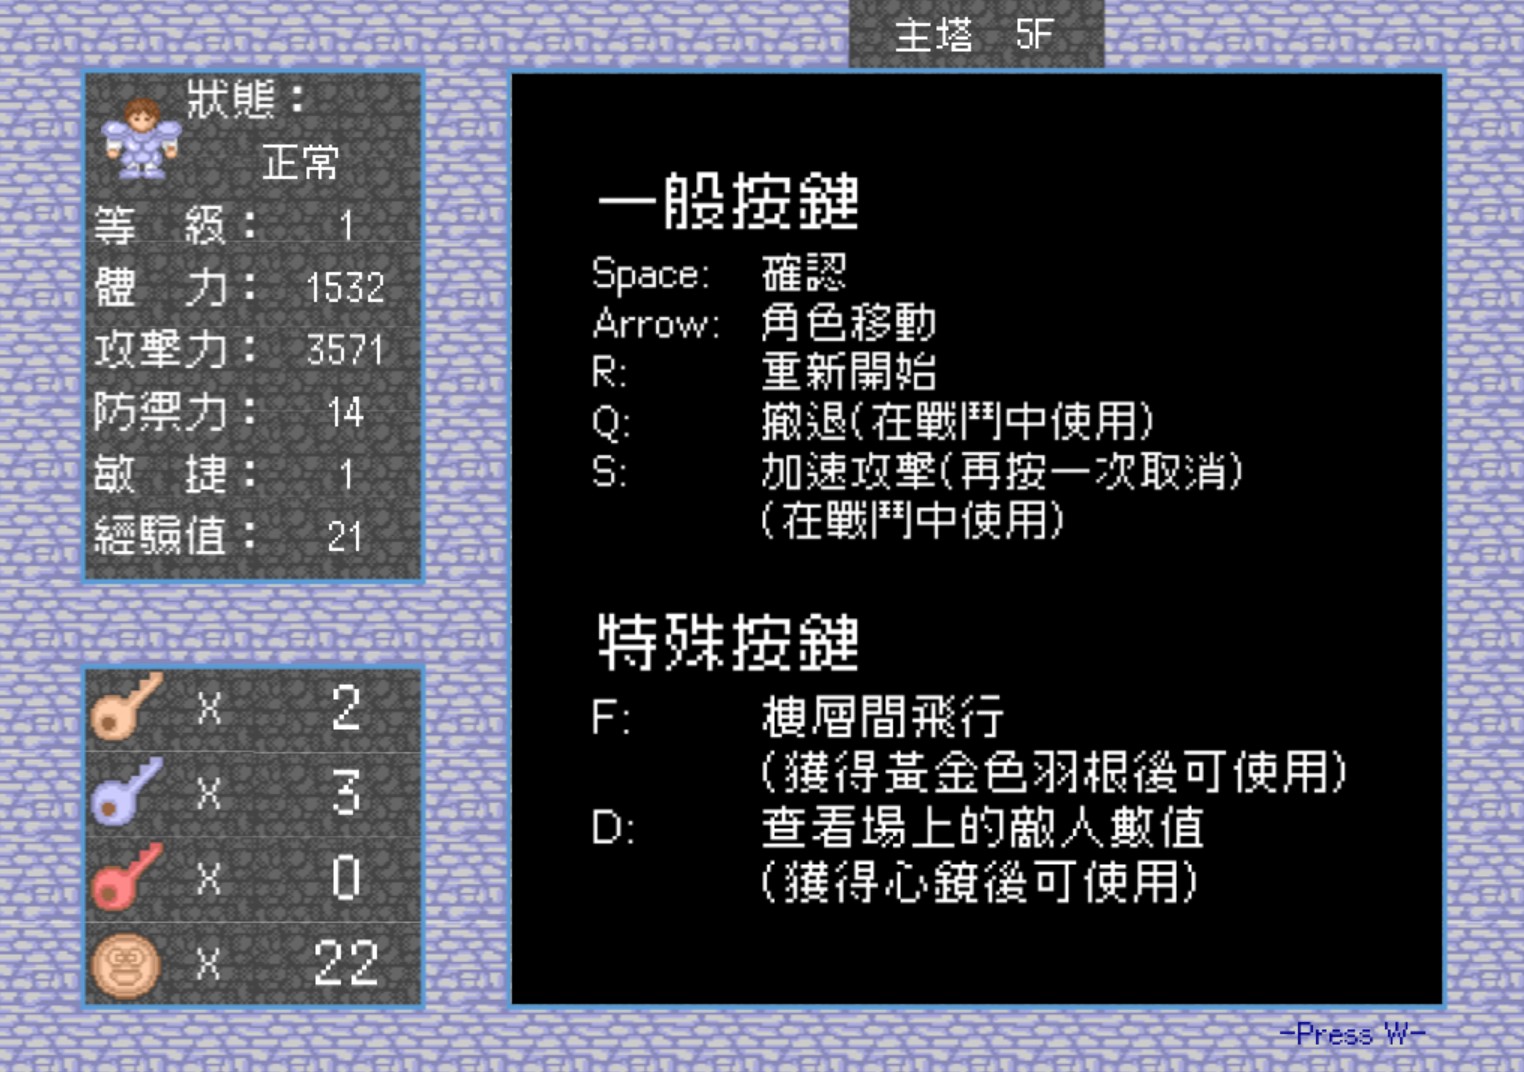 主塔 5F
狀態：
正常
等 級： 1
體 力： 1532
攻擊力： 3571
防禦力： 14
敏 捷： 1
經驗值： 21
X 2
X 3
X 0
X 22
一般按鍵
Space: 確認
Arrow: 角色移動
R: 重新開始
Q: 撤退(在戰鬥中使用)
S: 加速攻擊(再按一次取消)
(在戰鬥中使用)
特殊按鍵
F: 樓層間飛行
(獲得黃金色羽根後可使用)
D: 查看場上的敵人數值
(獲得心鏡後可使用)
-Press W-